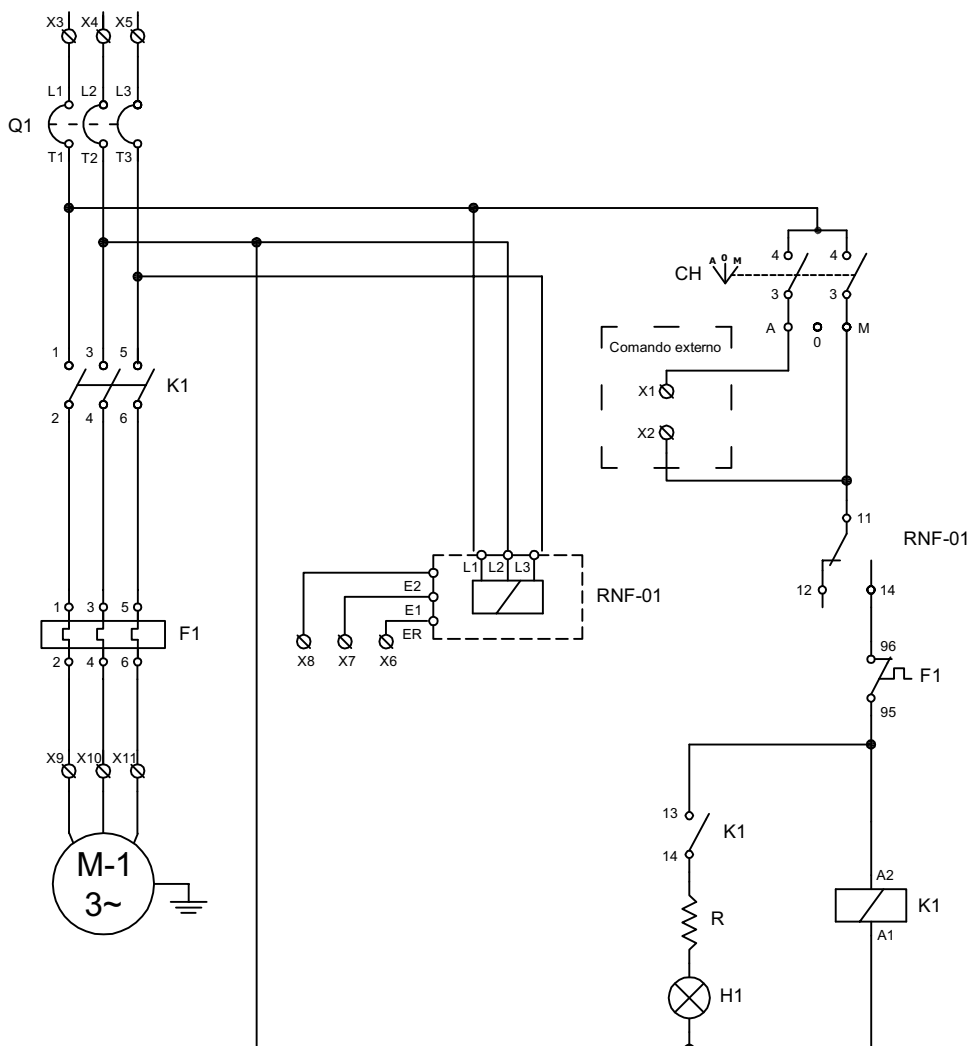 X3 X4 X5
L1 L2 L3
Q1
T1 T2 T3
A 0 M
CH
4 4
3 3
A 0 M
Comando externo
X1
X2
1 3 5
K1
2 4 6
11
RNF-01
12 14
L1 L2 L3
E2
E1
ER
RNF-01
X8 X7 X6
1 3 5
F1
2 4 6
96
F1
95
X9 X10 X11
M-1
3~
13
K1
14
R
H1
A2
K1
A1